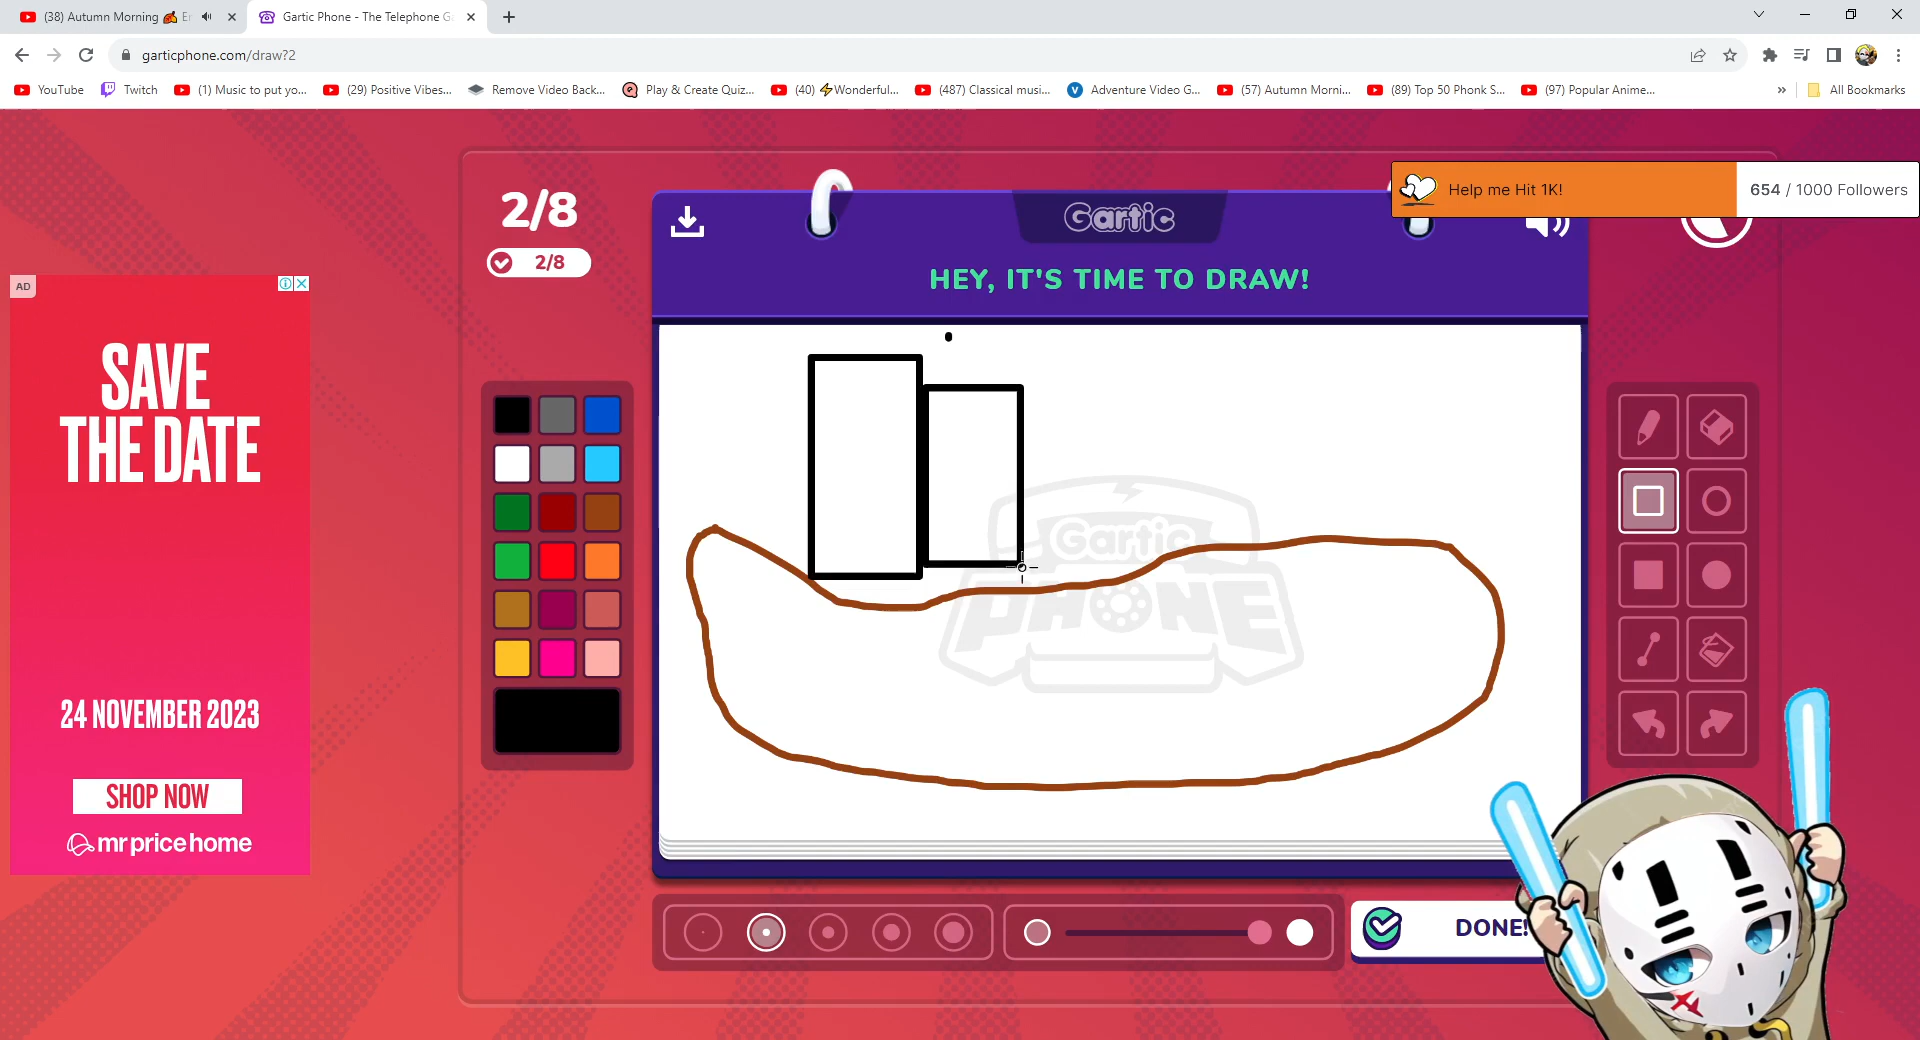 (38) Autumn Morning 🍂 Er
Gartic Phone - The Telephone G
garticphone.com/draw?2
YouTube
Twitch
(1) Music to put yo...
(29) Positive Vibes...
Remove Video Back...
Play & Create Quiz...
(40) ⚡Wonderful...
(487) Classical musi...
Adventure Video G...
(57) Autumn Morni...
(89) Top 50 Phonk S...
(97) Popular Anime...
»
All Bookmarks
2/8
2/8
Gartic
Help me Hit 1K!
654 / 1000 Followers
HEY, IT'S TIME TO DRAW!
AD
SAVE
THE DATE
24 NOVEMBER 2023
SHOP NOW
mr price home
Gartic
PHONE
DONE!